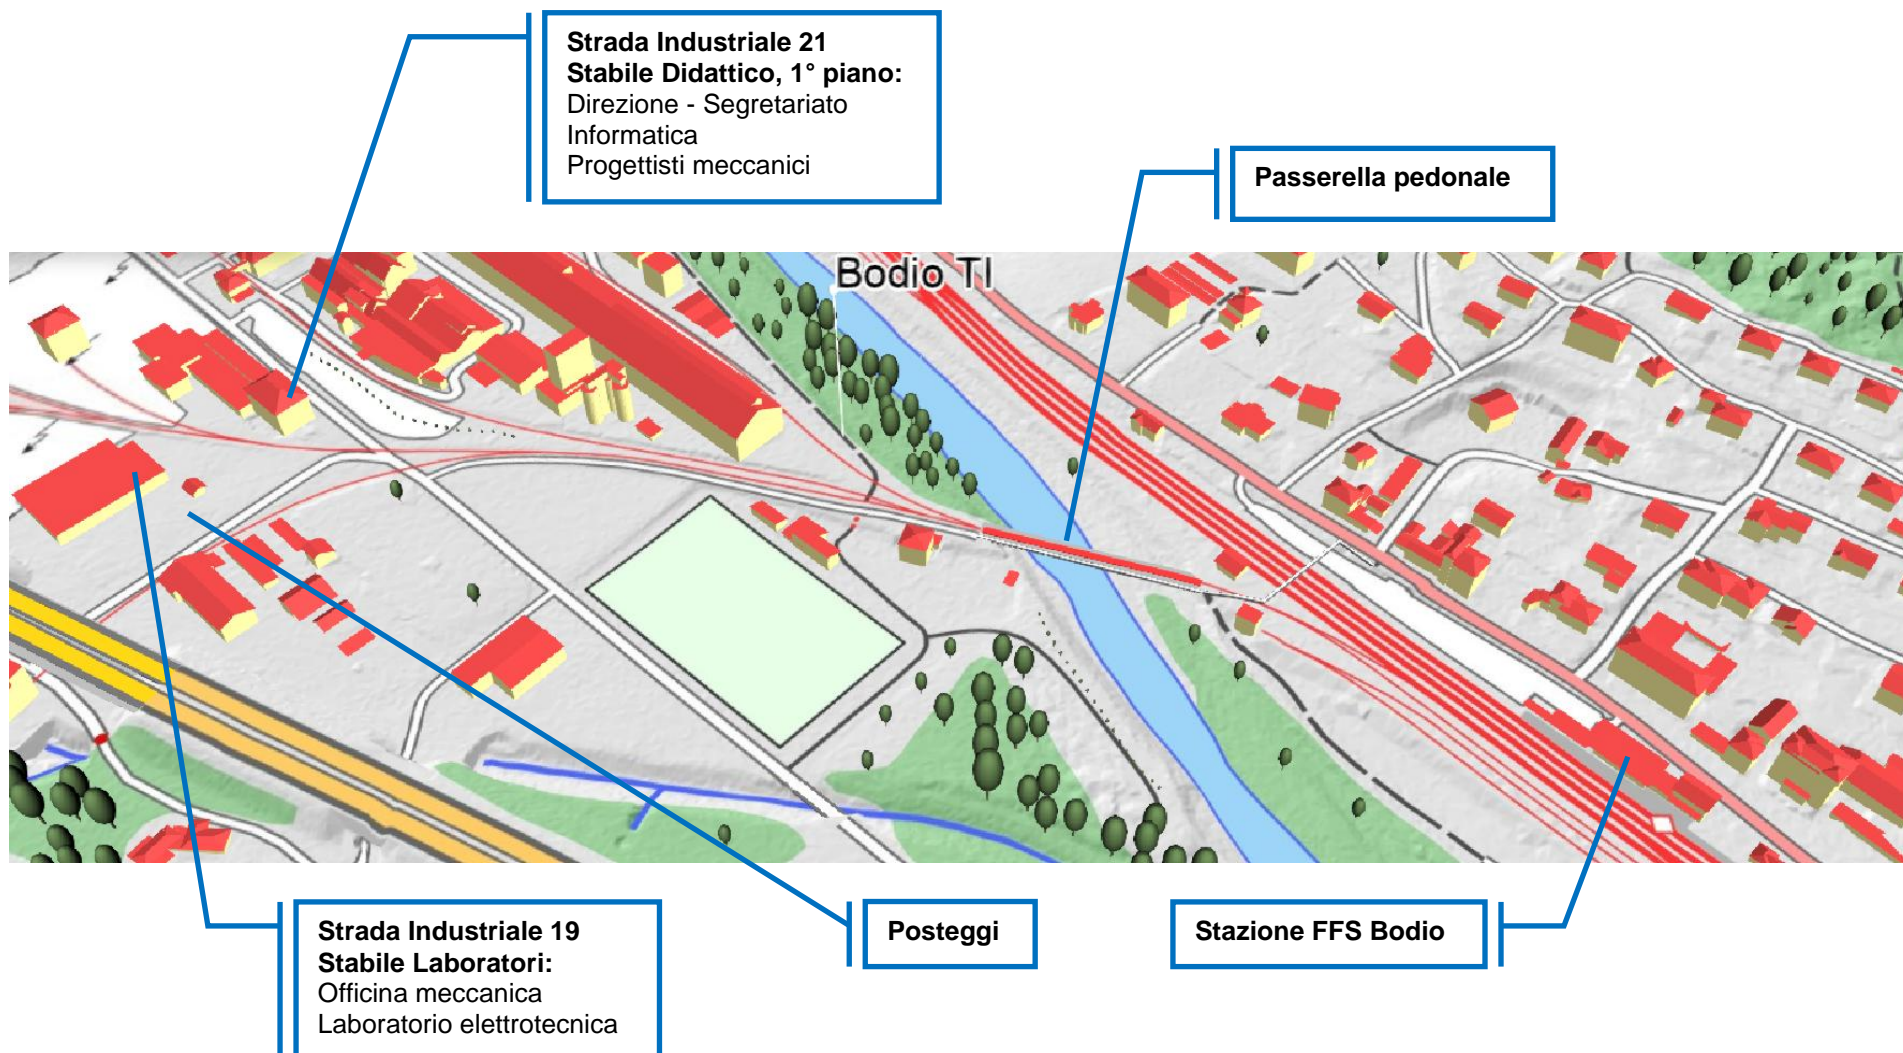 Strada Industriale 21
Stabile Didattico, 1° piano:
Direzione - Segretariato
Informatica
Progettisti meccanici
Passerella pedonale
Bodio TI
Strada Industriale 19
Stabile Laboratori:
Officina meccanica
Laboratorio elettrotecnica
Posteggi
Stazione FFS Bodio